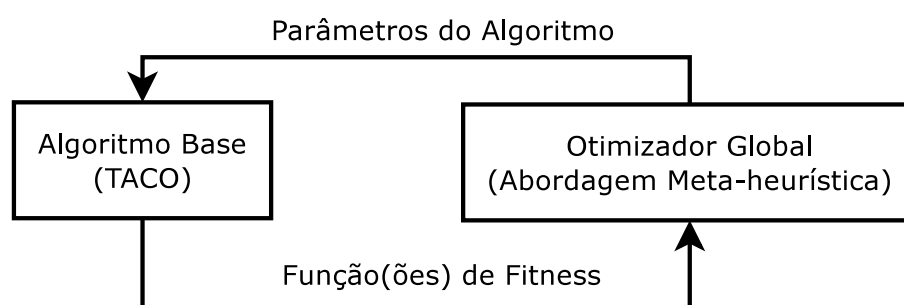 Parâmetros do Algoritmo
Algoritmo Base
(TACO)
Otimizador Global
(Abordagem Meta-heurística)
Função(ões) de Fitness